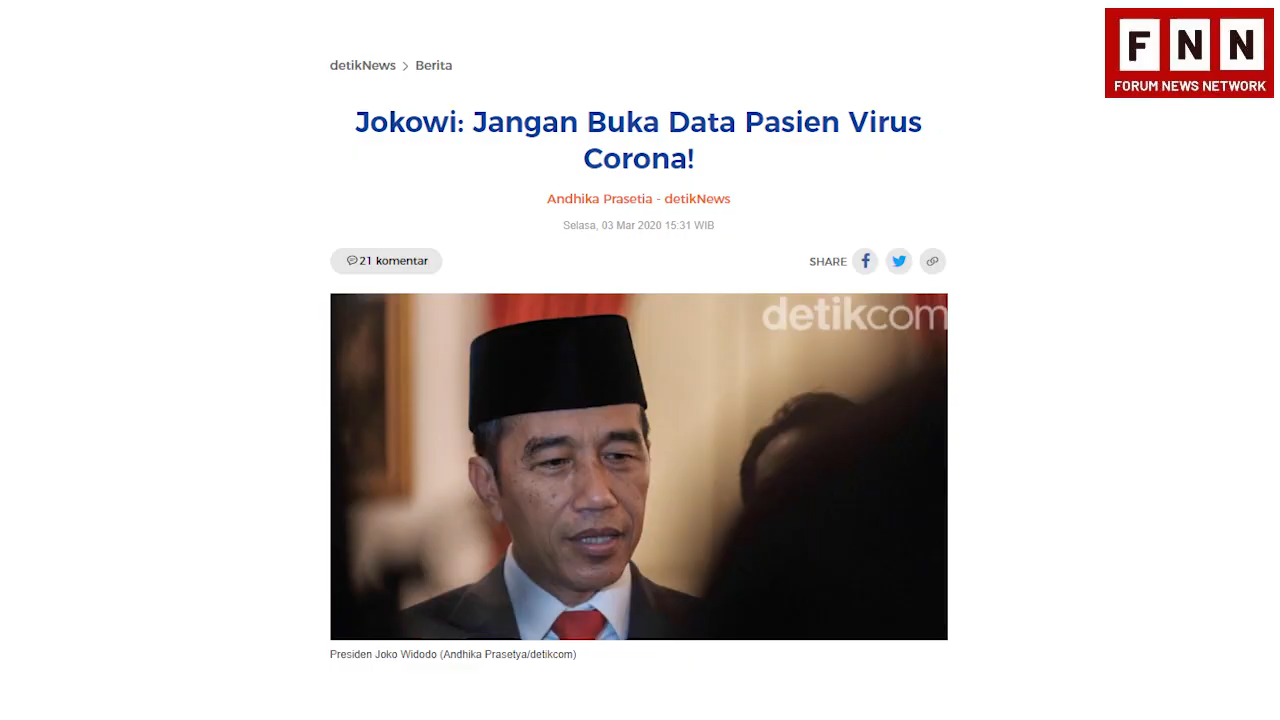 F N N
FORUM NEWS NETWORK
detikNews > Berita
Jokowi: Jangan Buka Data Pasien Virus
Corona!
Andhika Prasetia - detikNews
Selasa, 03 Mar 2020 15:31 WIB
21 komentar
SHARE
detikcom
Presiden Joko Widodo (Andhika Prasetya/detikcom)